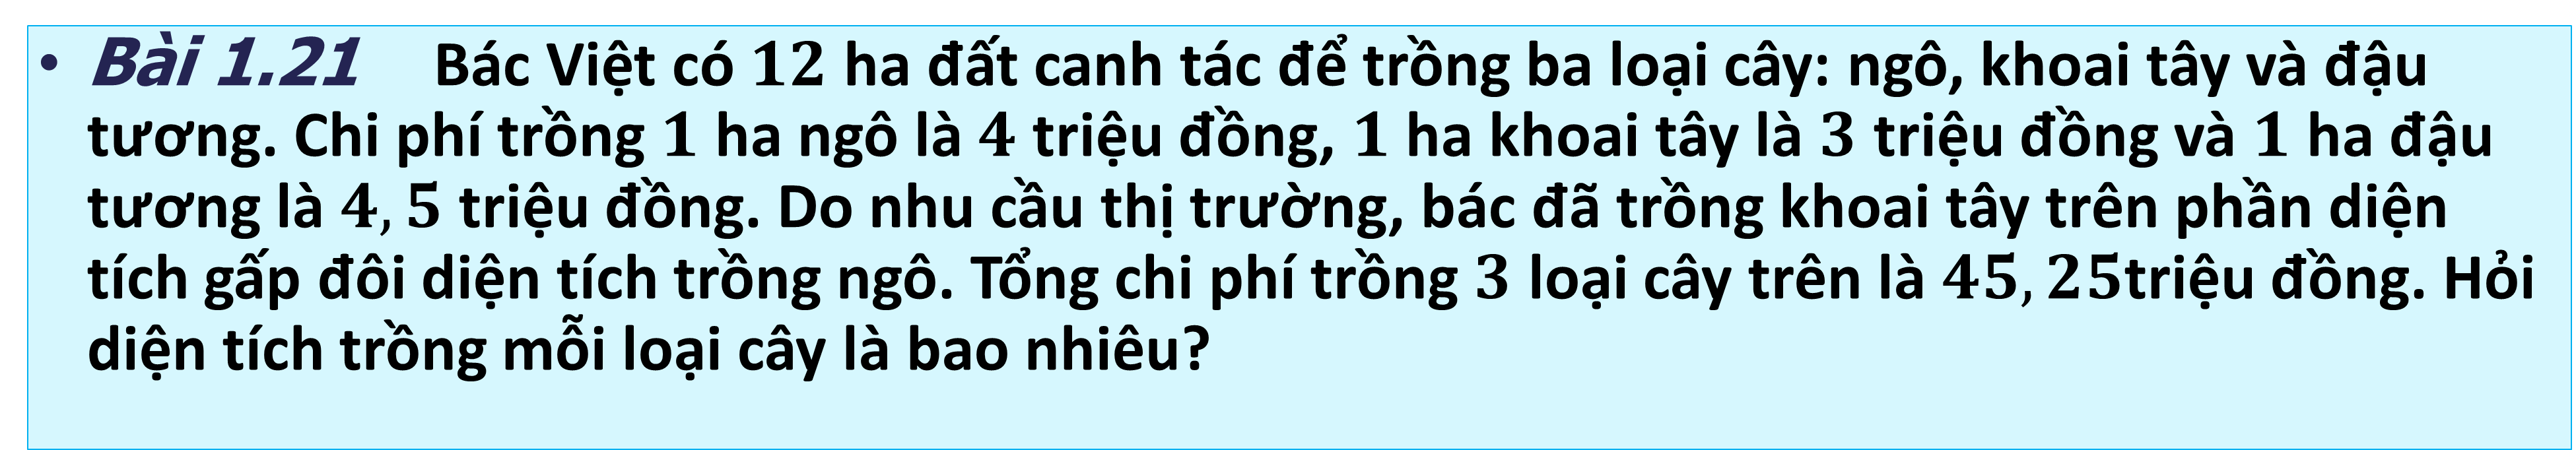 • Bài 1.21 Bác Việt có 12 ha đất canh tác để trồng ba loại cây: ngô, khoai tây và đậu
tương. Chi phí trồng 1 ha ngô là 4 triệu đồng, 1 ha khoai tây là 3 triệu đồng và 1 ha đậu
tương là 4, 5 triệu đồng. Do nhu cầu thị trường, bác đã trồng khoai tây trên phần diện
tích gấp đôi diện tích trồng ngô. Tổng chi phí trồng 3 loại cây trên là 45, 25triệu đồng. Hỏi
diện tích trồng mỗi loại cây là bao nhiêu?